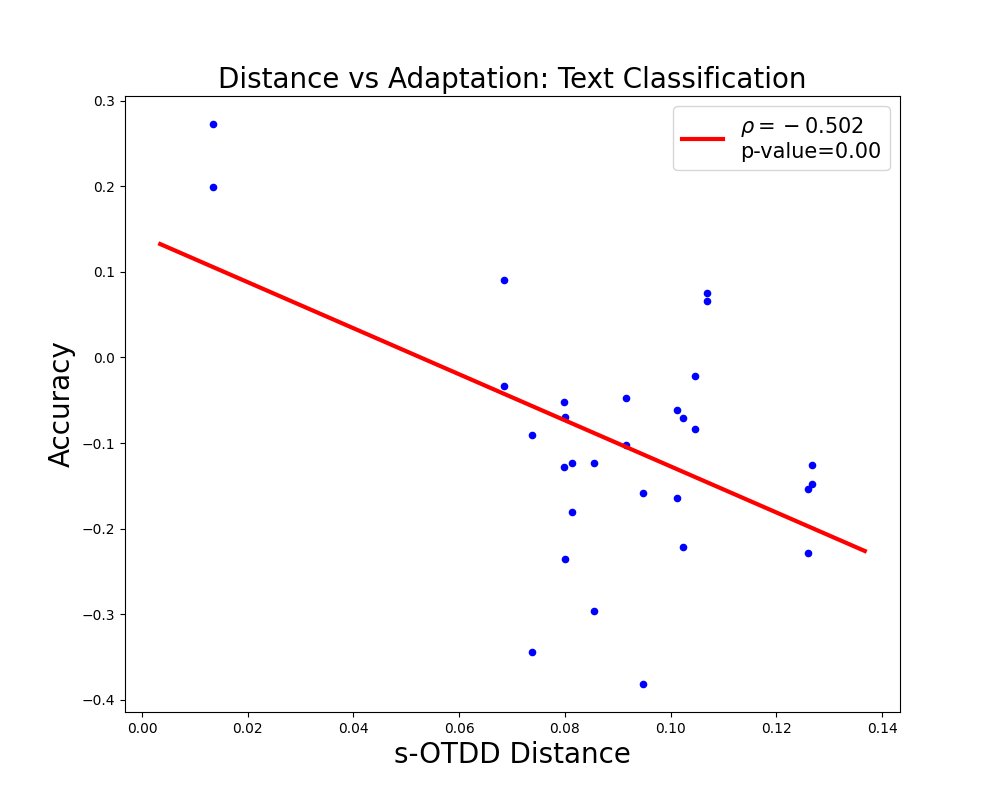 Distance vs Adaptation: Text Classification
ρ = −0.502
p-value=0.00
Accuracy
0.3
0.2
0.1
0.0
−0.1
−0.2
−0.3
−0.4
0.00 0.02 0.04 0.06 0.08 0.10 0.12 0.14
s-OTDD Distance